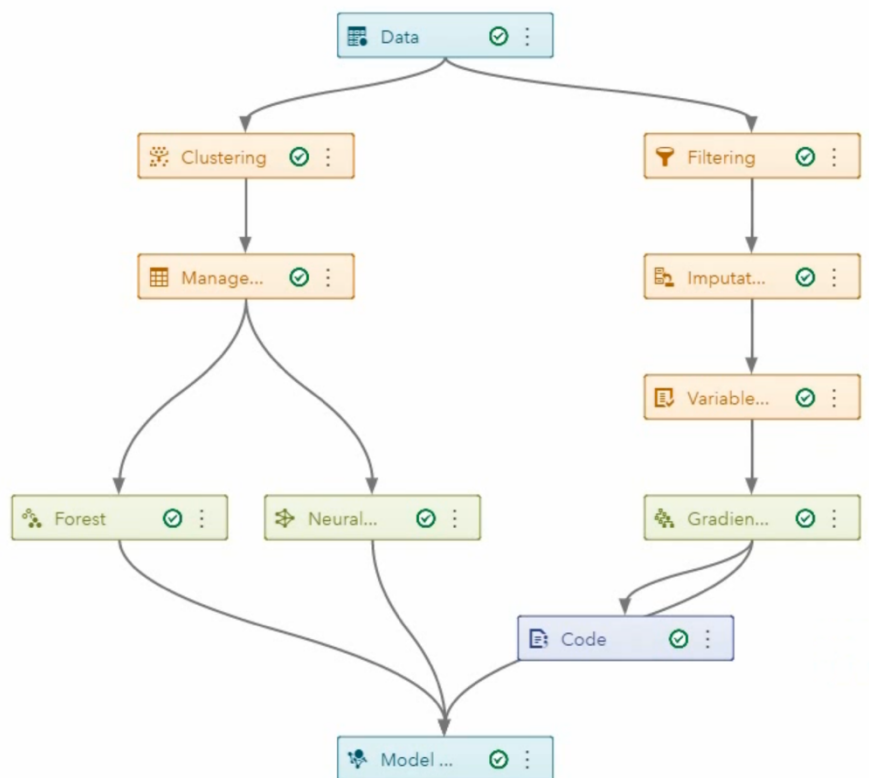 Data
Clustering
Filtering
Manage...
Imputat...
Variable...
Forest
Neural...
Gradien...
Code
Model ...